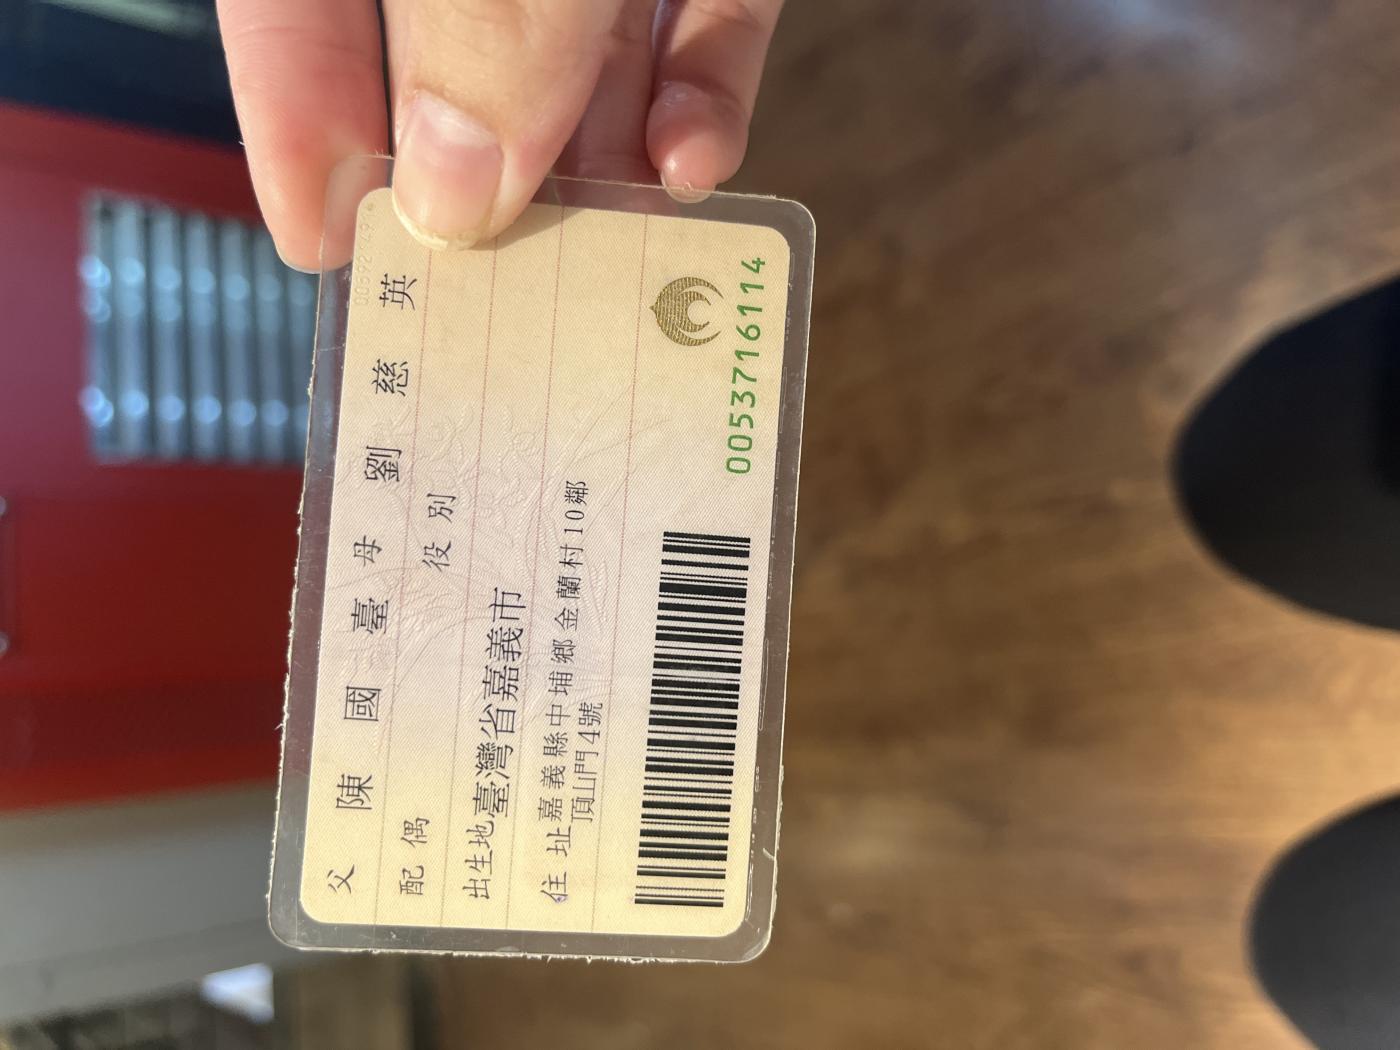 父 陳國臺 母 劉慈英
配偶 役別
出生地臺灣省嘉義市
住址嘉義縣中埔鄉金蘭村10鄰
頂山門4號
0053716114